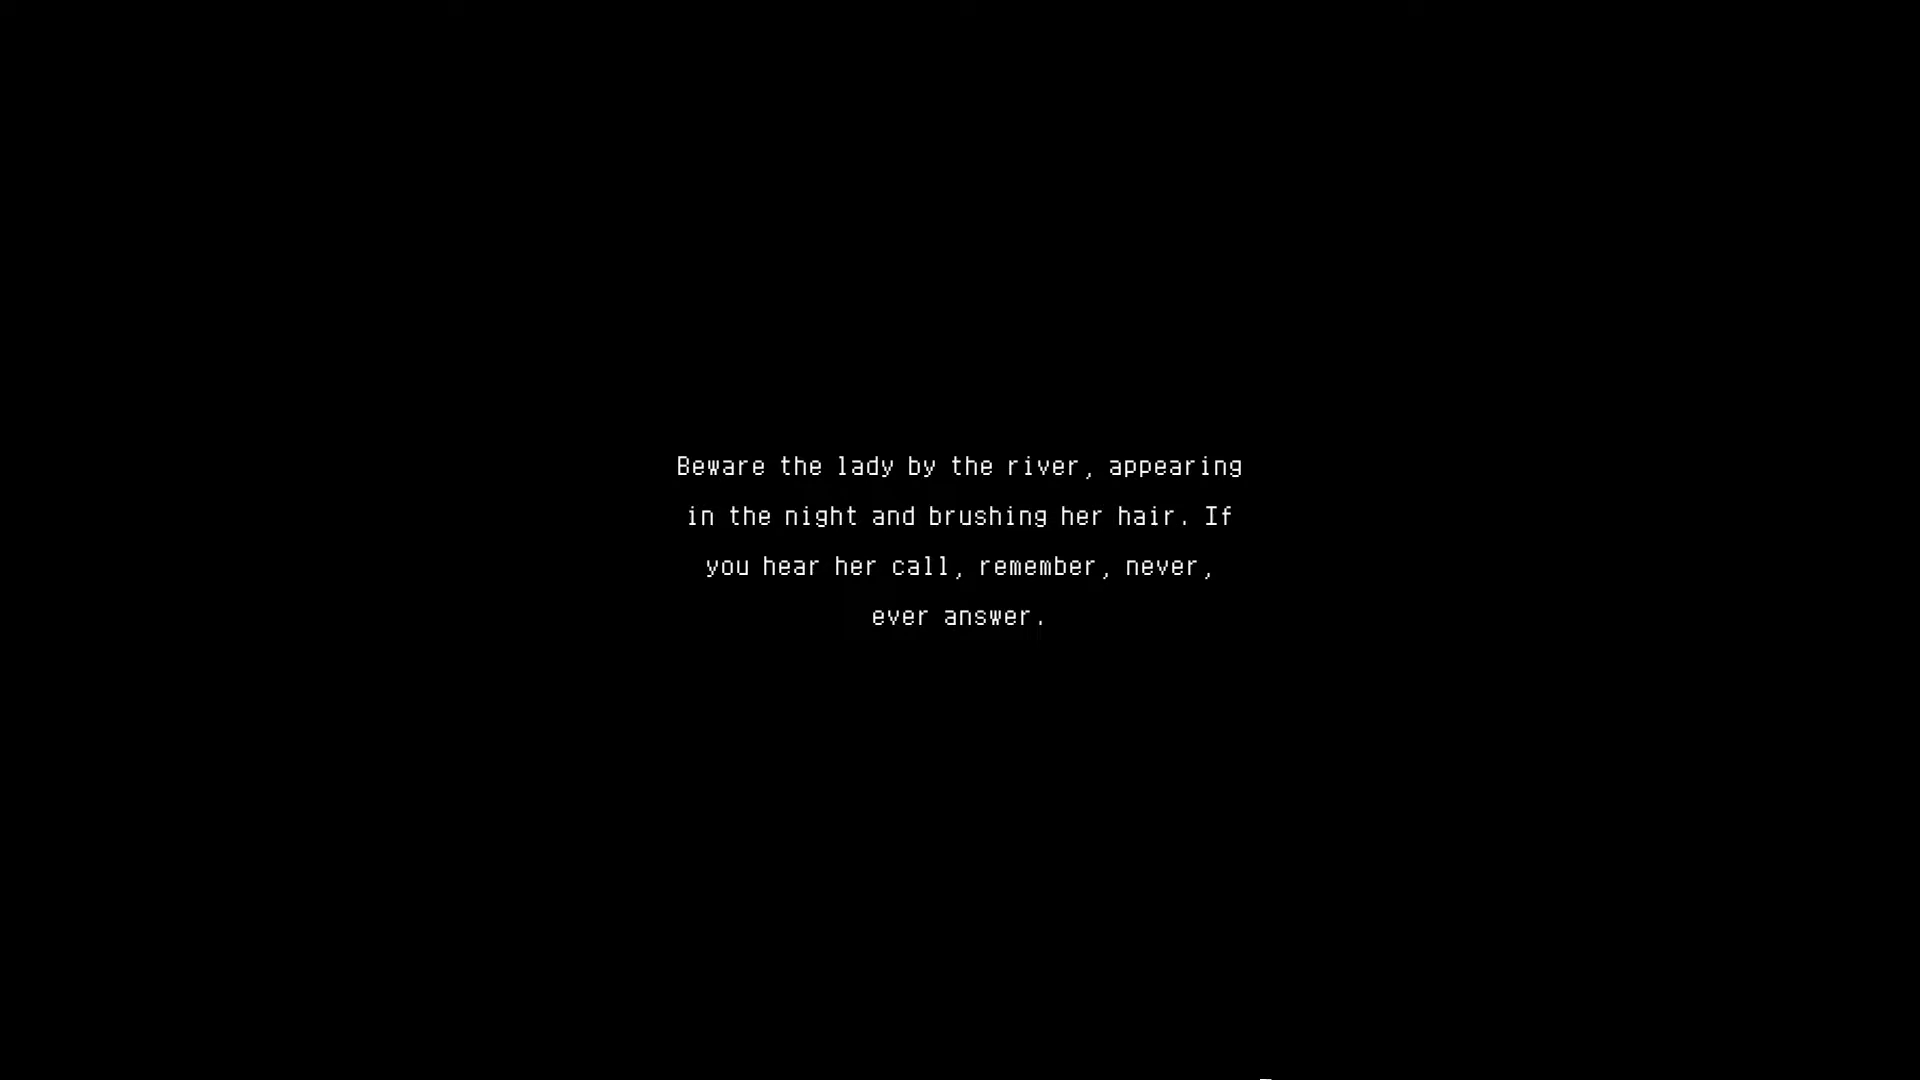 Beware the lady by the river, appearing
in the night and brushing her hair. If
you hear her call, remember, never,
ever answer.